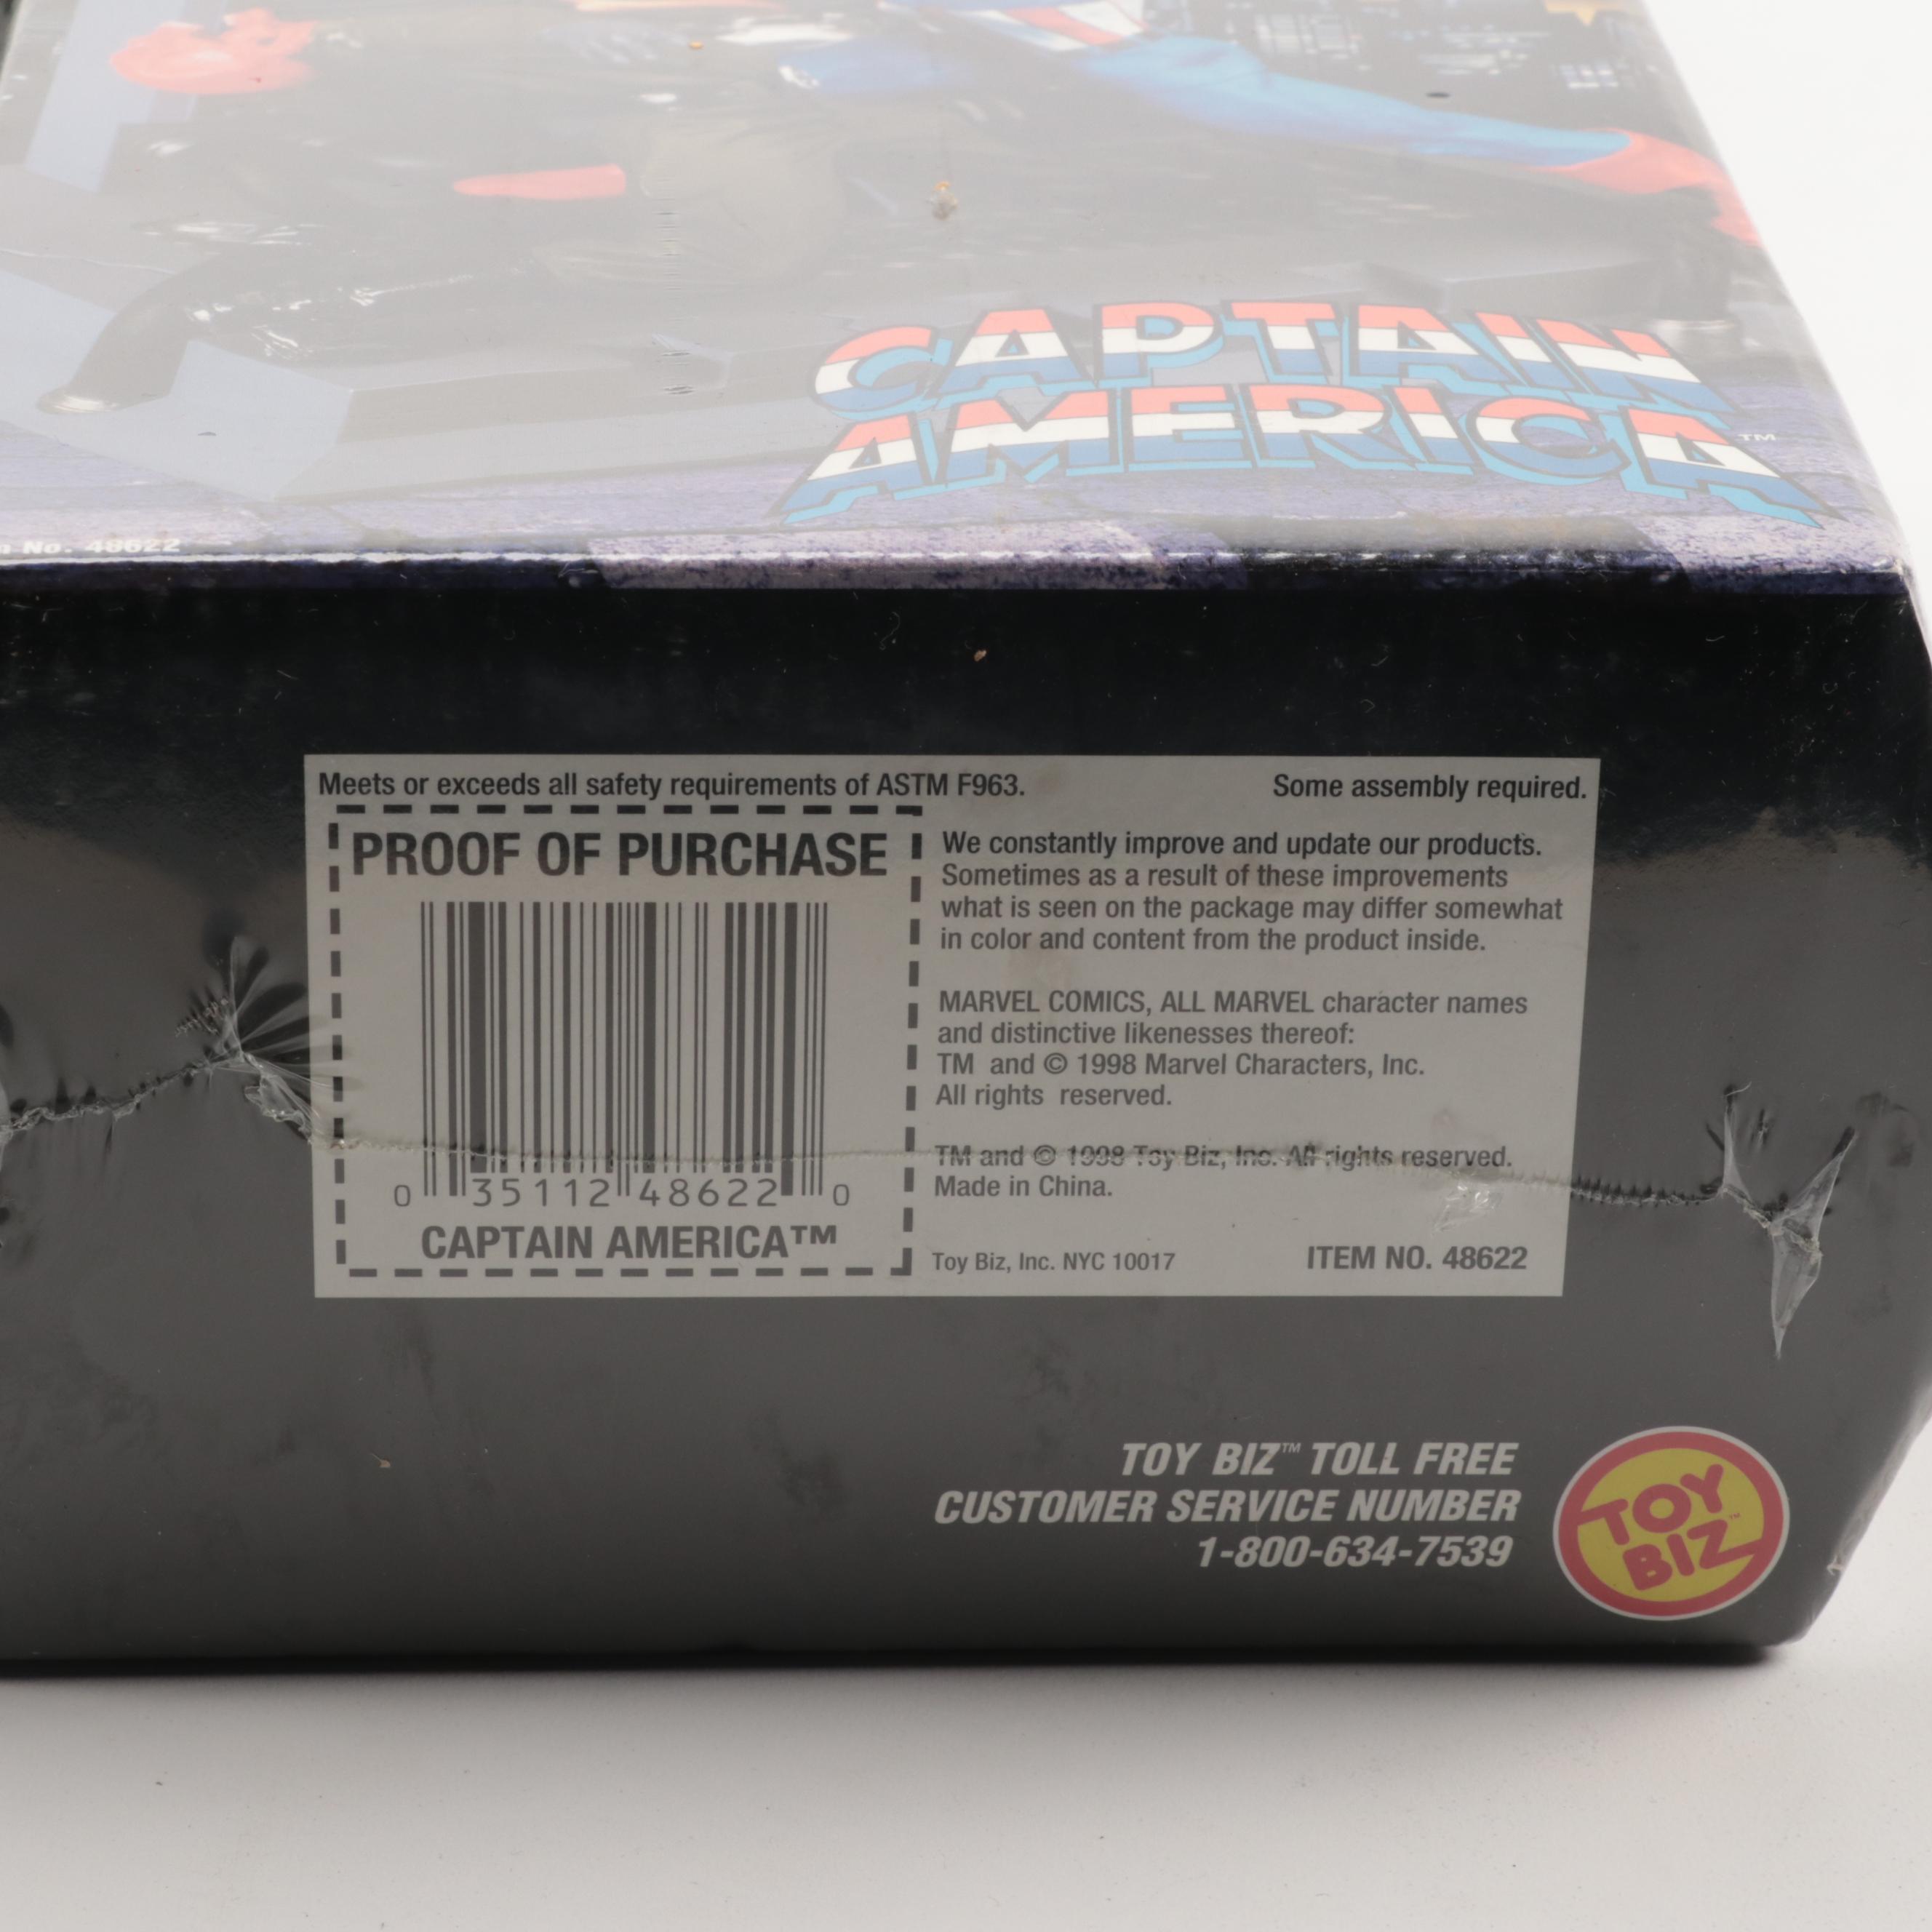 CAPTAIN
AMERICA™
No. 48622
Meets or exceeds all safety requirements of ASTM F963.
Some assembly required.
PROOF OF PURCHASE
0 35112 48622 0
CAPTAIN AMERICA™
We constantly improve and update our products.
Sometimes as a result of these improvements
what is seen on the package may differ somewhat
in color and content from the product inside.
MARVEL COMICS, ALL MARVEL character names
and distinctive likenesses thereof:
TM and © 1998 Marvel Characters, Inc.
All rights reserved.
TM and © 1998 Toy Biz, Inc. All rights reserved.
Made in China.
Toy Biz, Inc. NYC 10017
ITEM NO. 48622
TOY BIZ™ TOLL FREE
CUSTOMER SERVICE NUMBER
1-800-634-7539
TOY
BIZ™